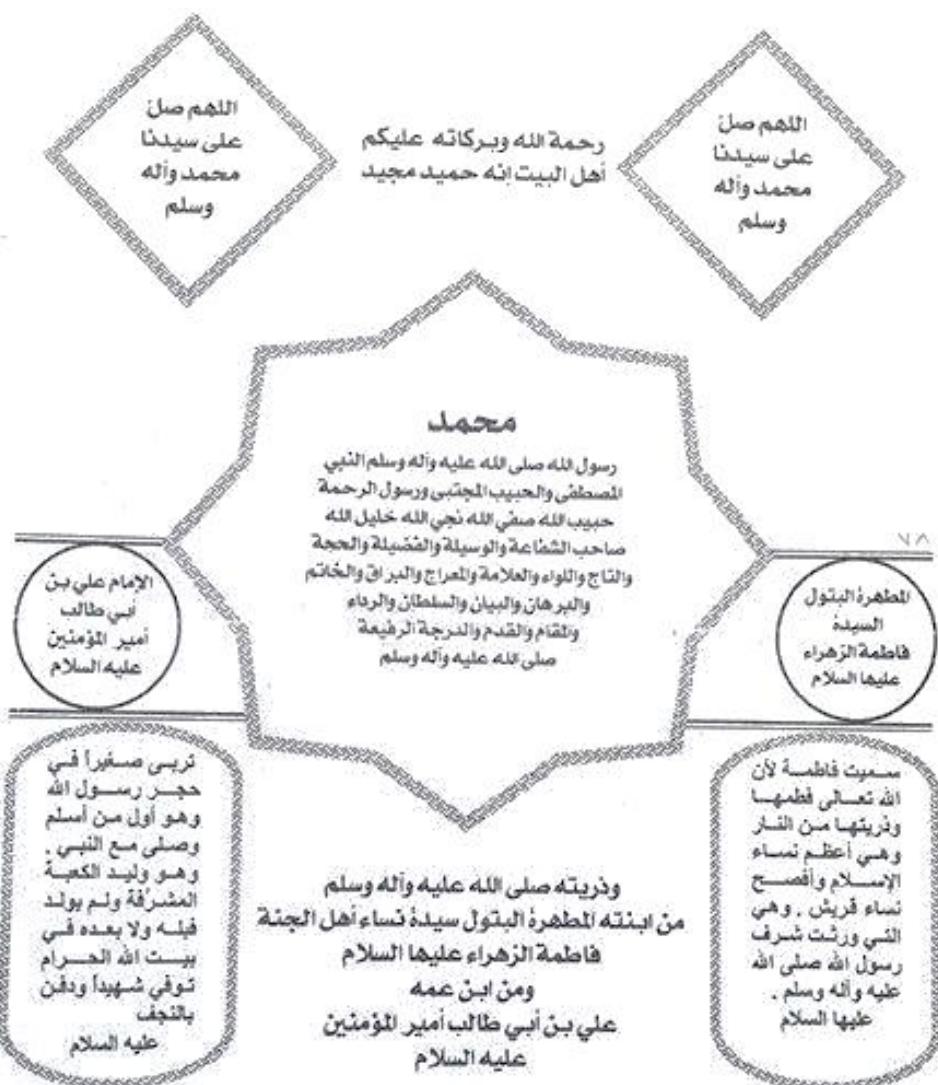 اللهم صل
على سيدنا
محمد وآله
وسلم
رحمة الله وبركاته عليكم
أهل البيت إنه حميد مجيد
اللهم صل
على سيدنا
محمد وآله
وسلم
محمد
رسول الله صلى الله عليه وآله وسلم النبي
المصطفى والحبيب المجتبى ورسول الرحمة
حبيب الله صفي الله نجي الله خليل الله
صاحب الشفاعة والوسيلة والفضيلة والحجة
والتاج واللواء والعلامة والمعراج والبراق والخاتم
والبرهان والبيان والسلطان والرداء
والمقام والقدم والدرجة الرفيعة
صلى الله عليه وآله وسلم
٧٨
المطهرة البتول
السيدة
فاطمة الزهراء
عليها السلام
الإمام علي بن
أبي طالب
أمير المؤمنين
عليه السلام
سميت فاطمة لأن
الله تعالى فطمها
وذريتها من النار
وهي أعظم نساء
الإسلام وأفصح
نساء قريش . وهي
التي ورثت شرف
رسول الله صلى الله
عليه وآله وسلم .
عليها السلام
وذريته صلى الله عليه وآله وسلم
من ابنته المطهرة البتول سيدة نساء أهل الجنة
فاطمة الزهراء عليها السلام
ومن ابن عمه
علي بن أبي طالب أمير المؤمنين
عليه السلام
تربى صغيراً في
حجر رسول الله
وهو أول من أسلم
وصلى مع النبي .
وهو وليد الكعبة
المشرفة ولم يولد
قبله ولا بعده في
بيت الله الحرام
توفي شهيداً ودفن
بالنجف
عليه السلام